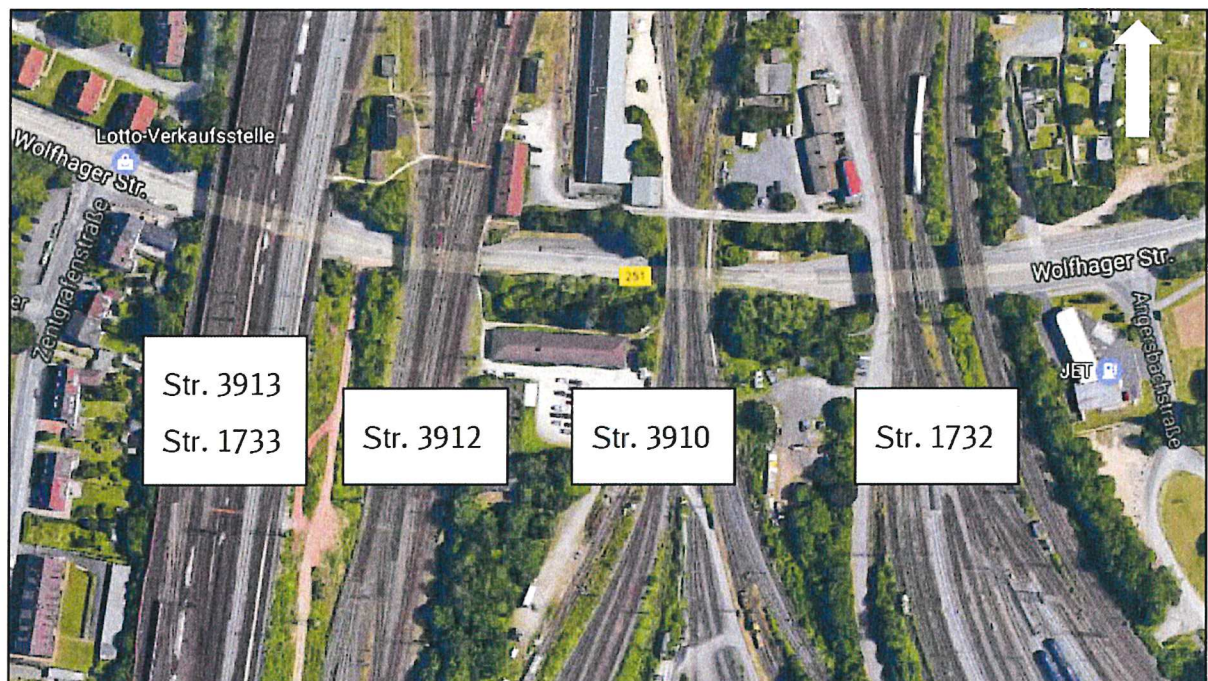 Lotto-Verkaufsstelle
Wolfhager Str.
Zentgrafenstraße
er
251
Wolfhager Str.
Angersbachstraße
JET
Str. 3913
Str. 1733
Str. 3912
Str. 3910
Str. 1732